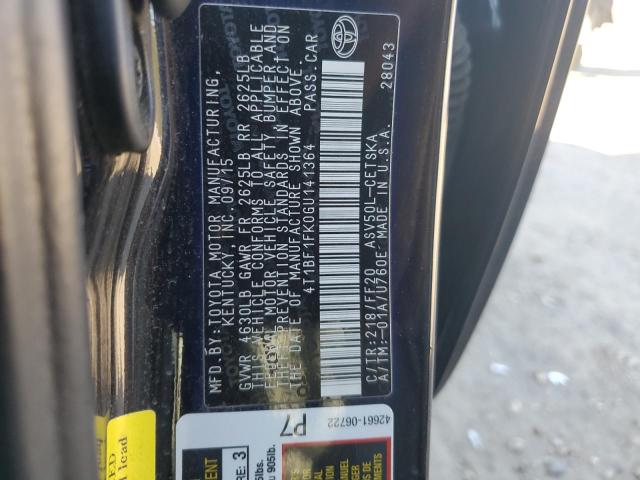 MFD. BY: TOYOTA MOTOR MANUFACTURING,
KENTUCKY, INC. 09/15
GVWR 4630LB GAWR FR 2625LB RR 2625LB
THIS VEHICLE CONFORMS TO ALL APPLICABLE
FEDERAL MOTOR VEHICLE SAFETY BUMPER, AND
THEFT PREVENTION STANDARDS IN EFFECT ON
THE DATE OF MANUFACTURE SHOWN ABOVE.
4T1BF1FK0GU141364 PASS. CAR
C/TR: 218/FF20 ASV50L-CETSKA
A/TM: -01A/U760E MADE IN U.S.A.
28043
TOYOTA
42661-06722
P7
3
905lb.